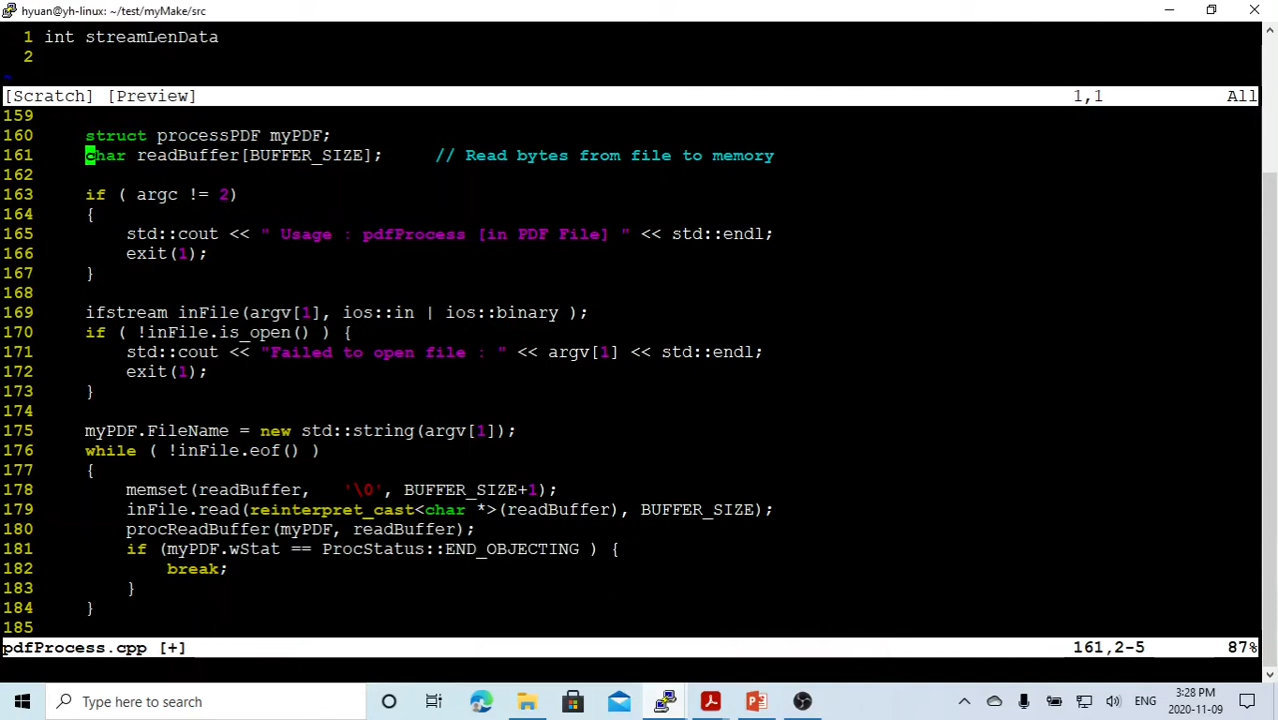 hyuan@yh-linux: ~/test/myMake/src
1 int streamLenData
2
~
[Scratch] [Preview] 1,1 All
159
160 struct processPDF myPDF;
161 char readBuffer[BUFFER_SIZE]; // Read bytes from file to memory
162
163 if ( argc != 2)
164 {
165 std::cout << " Usage : pdfProcess [in PDF File] " << std::endl;
166 exit(1);
167 }
168
169 ifstream inFile(argv[1], ios::in | ios::binary );
170 if ( !inFile.is_open() ) {
171 std::cout << "Failed to open file : " << argv[1] << std::endl;
172 exit(1);
173 }
174
175 myPDF.FileName = new std::string(argv[1]);
176 while ( !inFile.eof() )
177 {
178 memset(readBuffer, '\0', BUFFER_SIZE+1);
179 inFile.read(reinterpret_cast<char *>(readBuffer), BUFFER_SIZE);
180 procReadBuffer(myPDF, readBuffer);
181 if (myPDF.wStat == ProcStatus::END_OBJECTING ) {
182 break;
183 }
184 }
185
pdfProcess.cpp [+] 161,2-5 87%
Type here to search
ENG
3:28 PM
2020-11-09